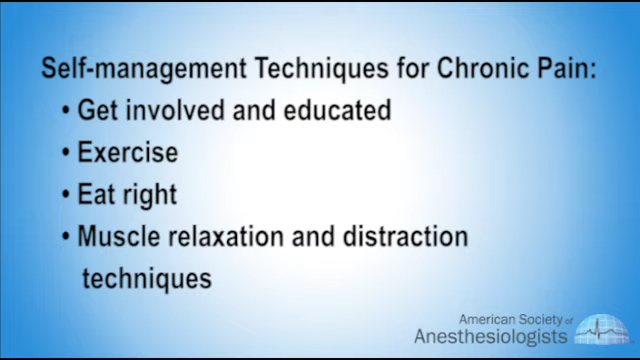 Self-management Techniques for Chronic Pain:
• Get involved and educated
• Exercise
• Eat right
• Muscle relaxation and distraction
techniques
American Society of
Anesthesiologists